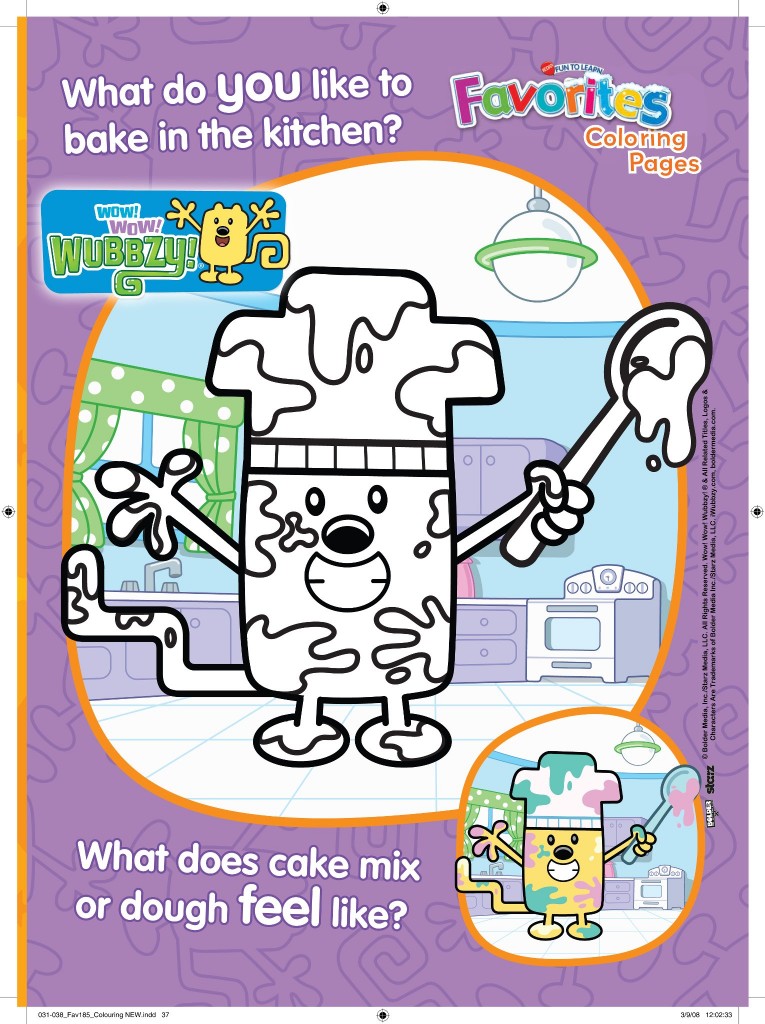 What do you like to
bake in the kitchen?
FUN TO LEARN!
Favorites
Coloring
Pages
WOW!
WOW!
WUBBZY!
© Bolder Media, Inc./Starz Media, LLC. All Rights Reserved. Wow! Wow! Wubbzy! ® & All Related Titles, Logos &
Characters Are Trademarks of Bolder Media Inc./Starz Media, LLC. iWubbzy.com, boldermedia.com.
BOLDER
starz
What does cake mix
or dough feel like?
031-038_Fav185_Colouring NEW.indd 37
3/9/08 12:02:33